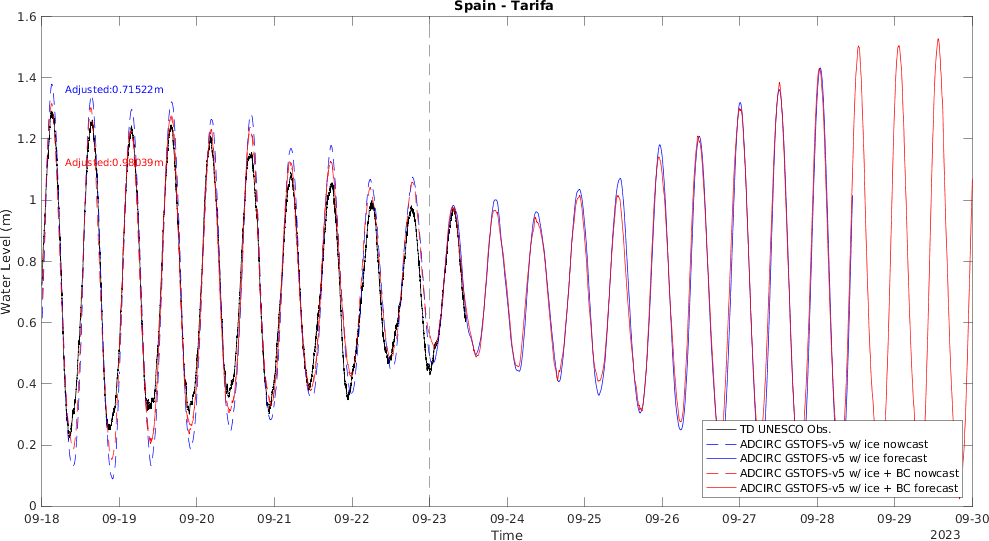 Spain - Tarifa
1.6
1.4
1.2
1
0.8
0.6
0.4
0.2
0
Water Level (m)
Adjusted:0.71522m
Adjusted:0.98039m
TD UNESCO Obs.
ADCIRC GSTOFS-v5 w/ ice nowcast
ADCIRC GSTOFS-v5 w/ ice forecast
ADCIRC GSTOFS-v5 w/ ice + BC nowcast
ADCIRC GSTOFS-v5 w/ ice + BC forecast
09-18 09-19 09-20 09-21 09-22 09-23 09-24 09-25 09-26 09-27 09-28 09-29 09-30
Time
2023